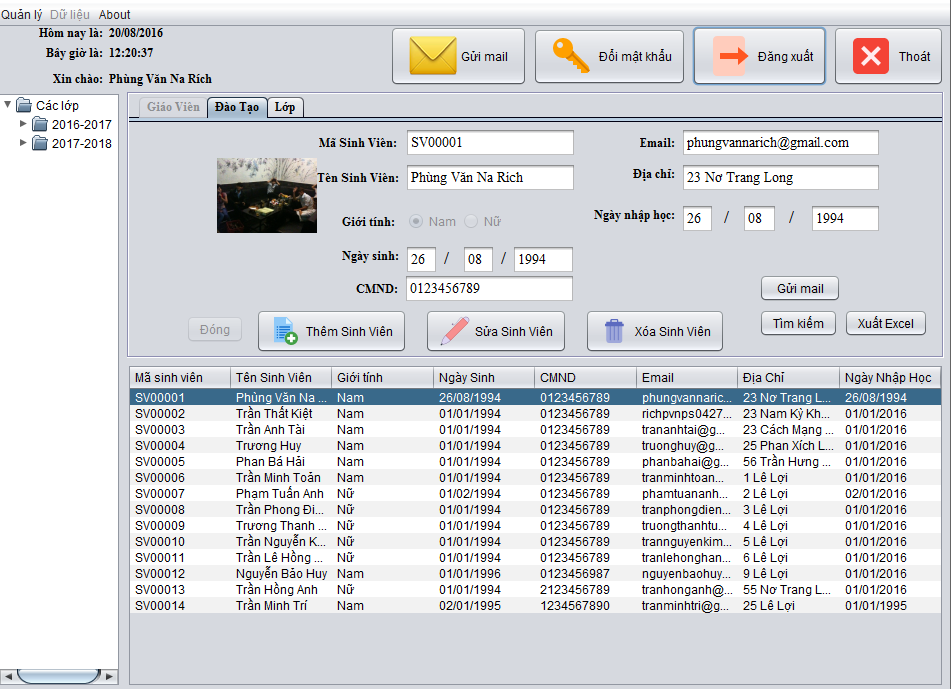 Quản lý Dữ liệu About
Hôm nay là: 20/08/2016
Bây giờ là: 12:20:37
Xin chào: Phùng Văn Na Rích
Gửi mail
Đổi mật khẩu
Đăng xuất
Thoát
Các lớp
2016-2017
2017-2018
Giáo Viên Đào Tạo Lớp
Mã Sinh Viên: SV00001
Tên Sinh Viên: Phùng Văn Na Rich
Giới tính: Nam Nữ
Ngày sinh: 26 / 08 / 1994
CMND: 0123456789
Email: phungvannarich@gmail.com
Địa chỉ: 23 Nơ Trang Long
Ngày nhập học: 26 / 08 / 1994
Gửi mail
Tìm kiếm Xuất Excel
Đóng Thêm Sinh Viên Sửa Sinh Viên Xóa Sinh Viên
Mã sinh viên Tên Sinh Viên Giới tính Ngày Sinh CMND Email Địa Chỉ Ngày Nhập Học
SV00001 Phùng Văn Na ... Nam 26/08/1994 0123456789 phungvannaric... 23 Nơ Trang L... 26/08/1994
SV00002 Trần Thất Kiệt Nam 01/01/1994 0123456789 richpvnps0427... 23 Nam Kỳ Kh... 01/01/2016
SV00003 Trần Anh Tài Nam 01/01/1994 0123456789 trananhtai@g... 23 Cách Mạng ... 01/01/2016
SV00004 Trương Huy Nam 01/01/1994 0123456789 truonghuy@g... 25 Phan Xích L... 01/01/2016
SV00005 Phan Bá Hải Nam 01/01/1994 0123456789 phanbahai@g... 56 Trần Hưng ... 01/01/2016
SV00006 Trần Minh Toản Nam 01/01/1994 0123456789 tranminhtoan... 1 Lê Lợi 01/01/2016
SV00007 Phạm Tuấn Anh Nữ 01/02/1994 0123456789 phamtuananh... 2 Lê Lợi 02/01/2016
SV00008 Trần Phong Đi... Nữ 01/01/1994 0123456789 tranphongdien... 3 Lê Lợi 01/01/2016
SV00009 Trương Thanh ... Nữ 01/01/1994 0123456789 truongthanhtu... 4 Lê Lợi 01/01/2016
SV00010 Trần Nguyễn K... Nữ 01/01/1994 0123456789 trannguyenkim... 5 Lê Lợi 01/01/2016
SV00011 Trần Lê Hồng ... Nữ 01/01/1994 0123456789 tranlehonghan... 6 Lê Lợi 01/01/2016
SV00012 Nguyễn Bảo Huy Nam 01/01/1996 0123456987 nguyenbaohuy... 9 Lê Lợi 01/01/2016
SV00013 Trần Hồng Anh Nữ 01/01/1994 2123456789 tranhonganh@... 55 Nơ Trang L... 01/01/2016
SV00014 Trần Minh Trí Nam 02/01/1995 1234567890 tranminhtri@g... 25 Lê Lợi 01/01/1995